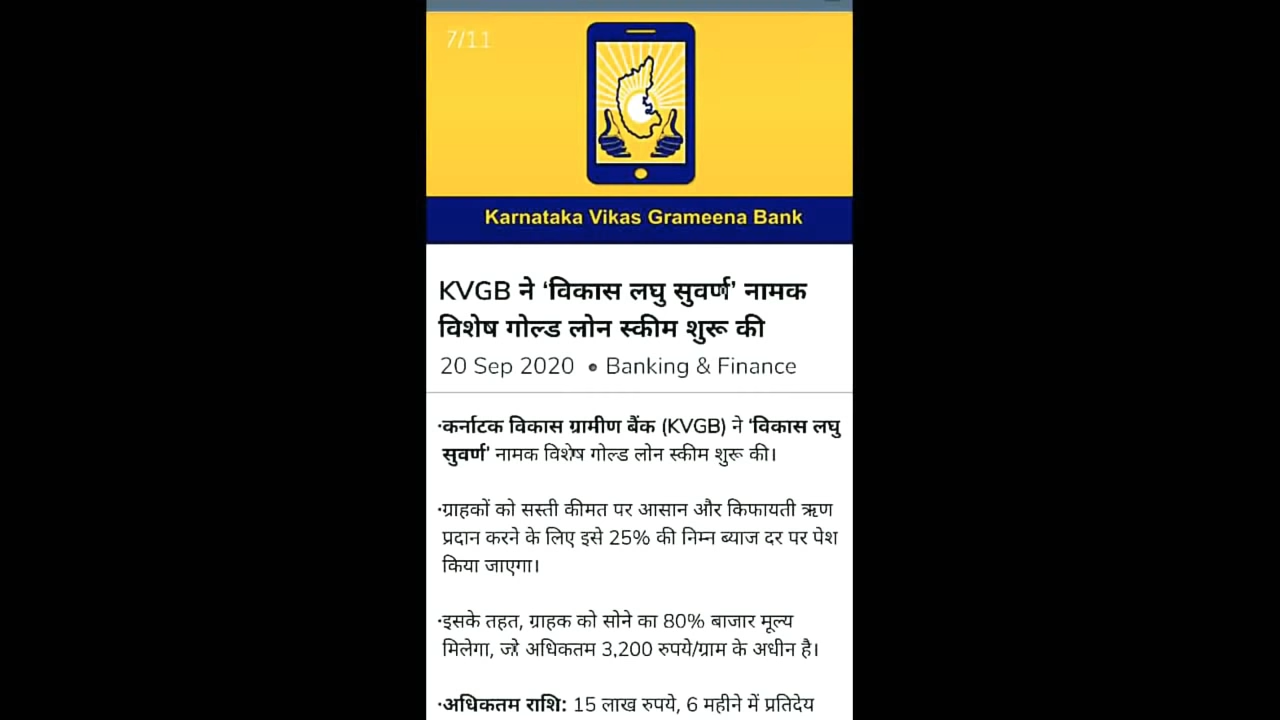 7/11
Karnataka Vikas Grameena Bank
KVGB ने ‘विकास लघु सुवर्ण’ नामक
विशेष गोल्ड लोन स्कीम शुरू की
20 Sep 2020 • Banking & Finance
·कर्नाटक विकास ग्रामीण बैंक (KVGB) ने ‘विकास लघु
सुवर्ण’ नामक विशेष गोल्ड लोन स्कीम शुरू की।
·ग्राहकों को सस्ती कीमत पर आसान और किफायती ऋण
प्रदान करने के लिए इसे 25% की निम्न ब्याज दर पर पेश
किया जाएगा।
·इसके तहत, ग्राहक को सोने का 80% बाजार मूल्य
मिलेगा, जो अधिकतम 3,200 रुपये/ग्राम के अधीन है।
·अधिकतम राशि: 15 लाख रुपये, 6 महीने में प्रतिदेय